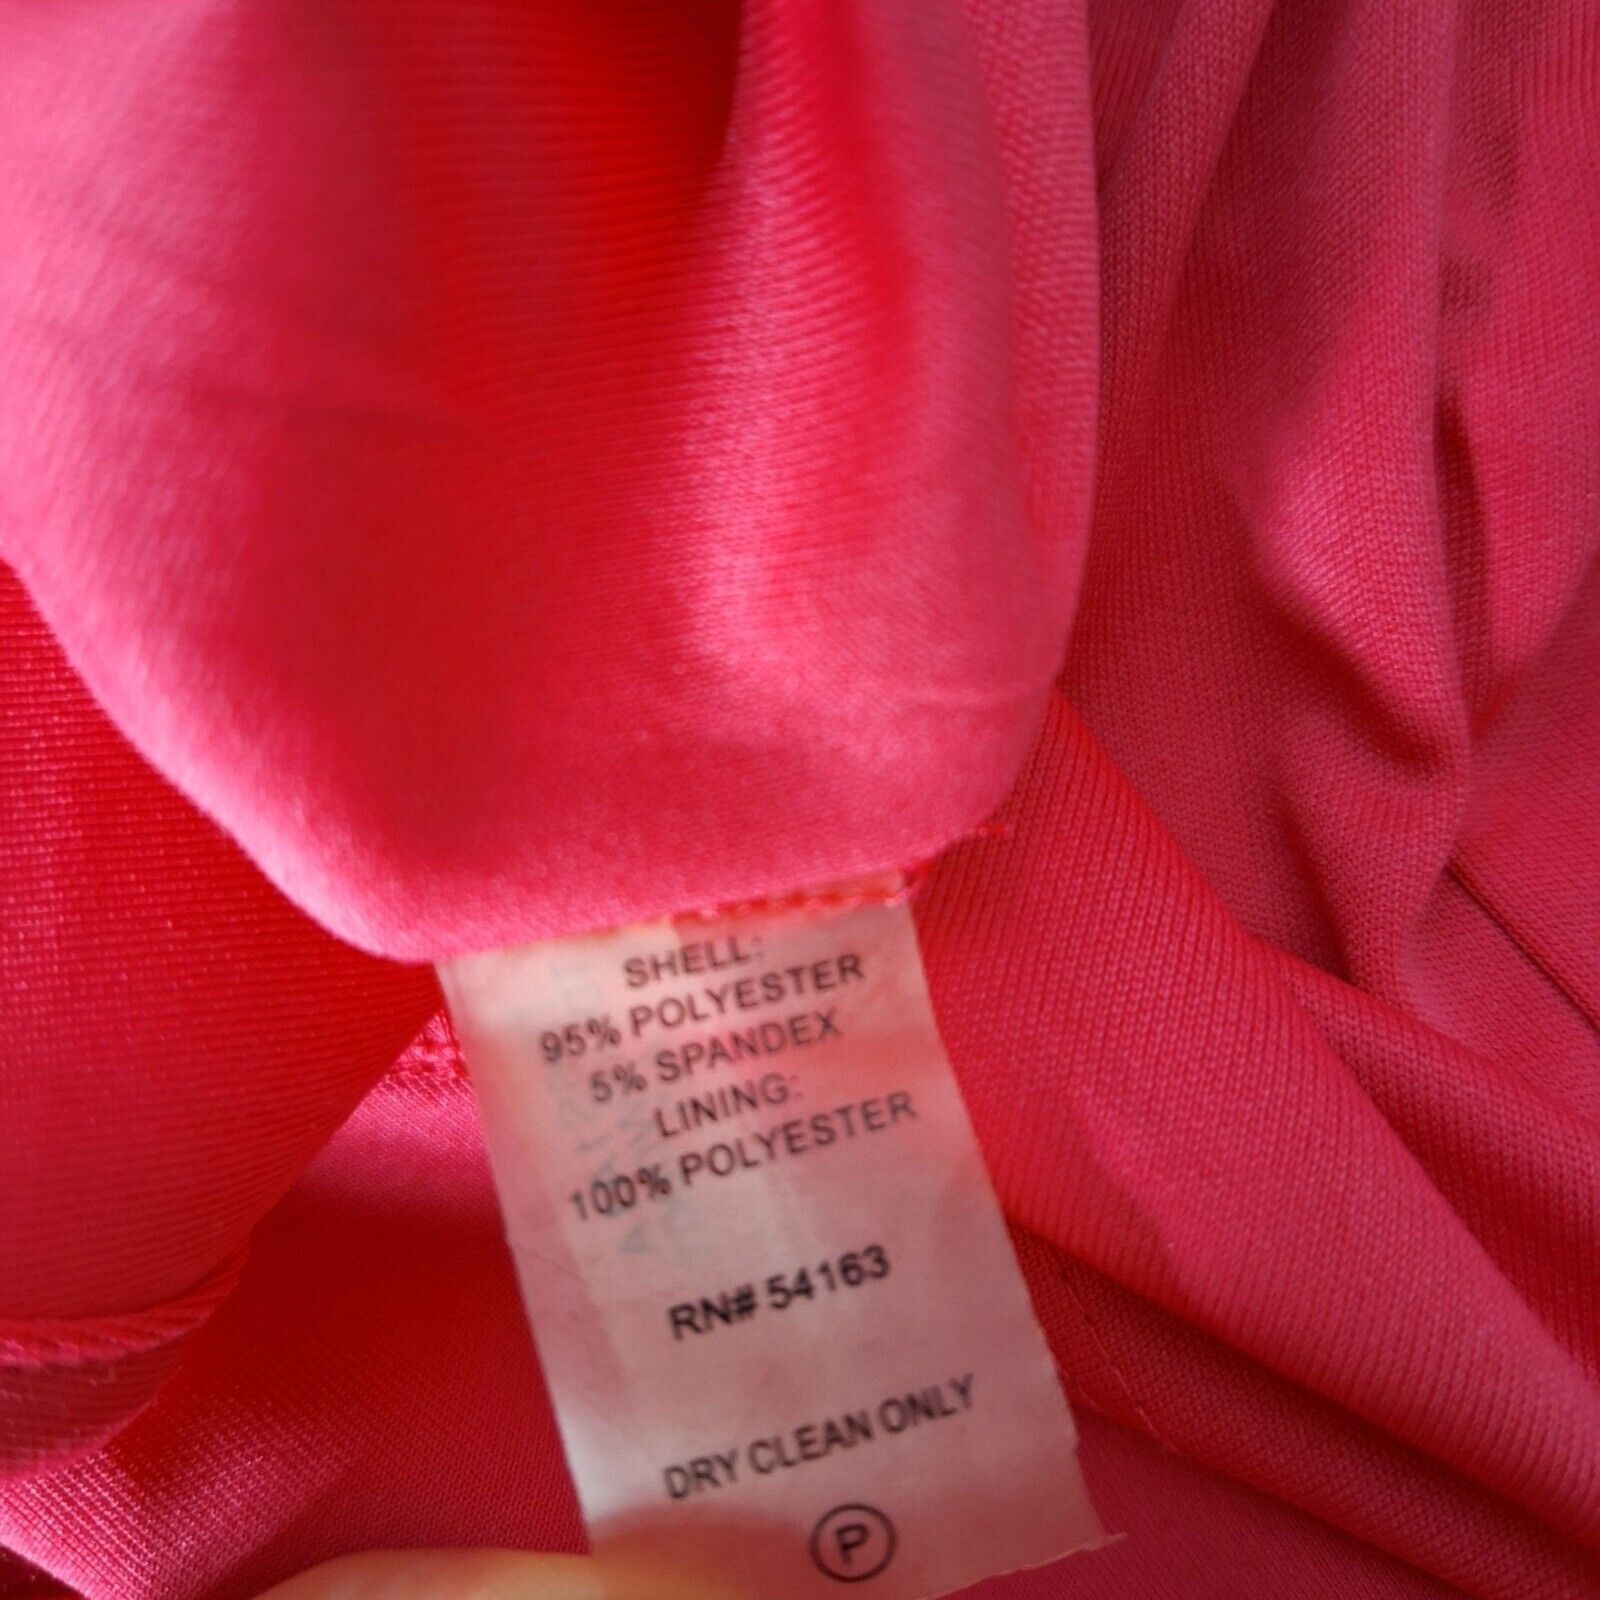 SHELL:
95% POLYESTER
5% SPANDEX
LINING:
100% POLYESTER
RN# 54163
DRY CLEAN ONLY
P